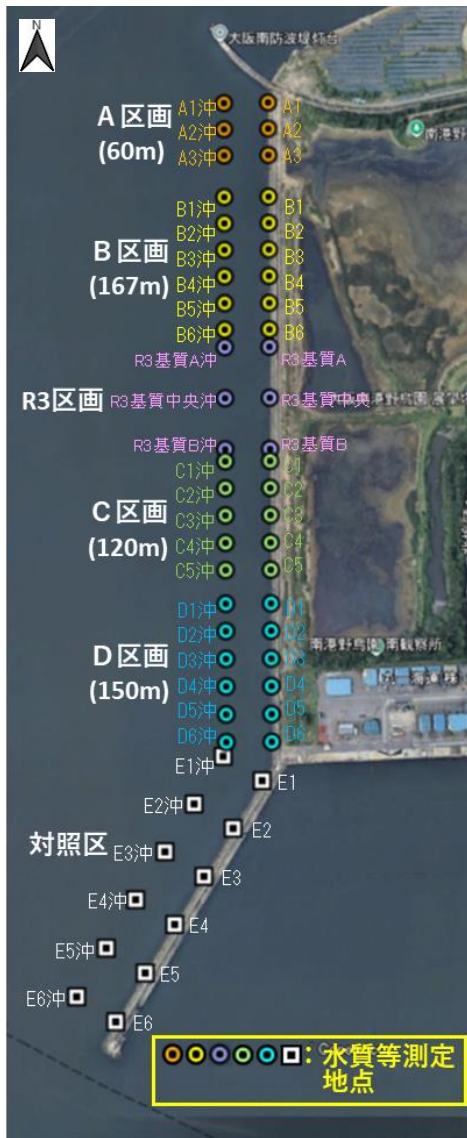 N
大阪南防波堤灯台
A区画
(60m)
A1沖 A1
A2沖 A2
A3沖 A3
南港野
B区画
(167m)
B1沖 B1
B2沖 B2
B3沖 B3
B4沖 B4
B5沖 B5
B6沖 B6
R3基質A沖 R3基質A
R3区画
R3基質中央沖 R3基質中央
R3基質B沖 R3基質B
C区画
(120m)
C1沖 C1
C2沖 C2
C3沖 C3
C4沖 C4
C5沖 C5
D区画
(150m)
D1沖 D1
D2沖 D2
D3沖 D3
南港野鳥園 南観察所
D4沖 D4
D5沖 D5
D6沖 D6
E1沖 E1
E2沖 E2
対照区
E3沖 E3
E4沖 E4
E5沖 E5
E6沖 E6
:水質等測定
地点